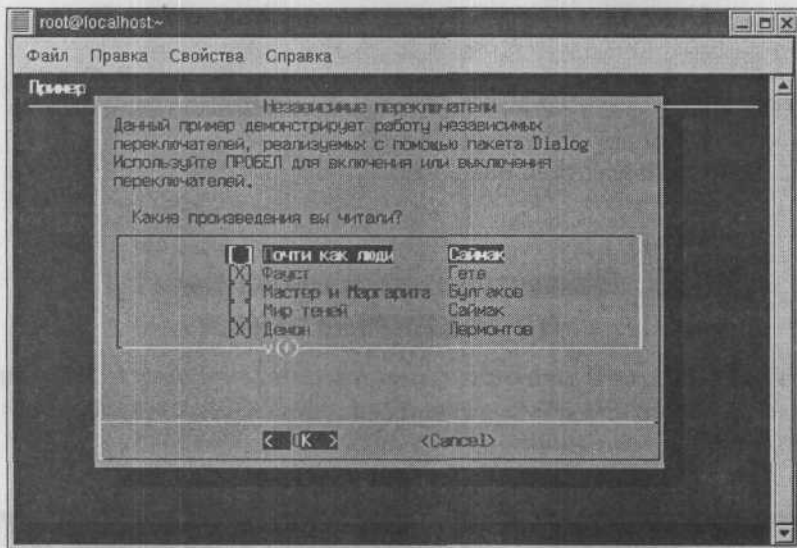 root@localhost:~
Файл Правка Свойства Справка
Пример
Независимые переключатели
Данный пример демонстрирует работу независимых
переключателей, реализуемых с помощью пакета Dialog
Используйте ПРОБЕЛ для включения или выключения
переключателей.
Какие произведения вы читали?
[ ] Почти как люди Саймак
[X] Фауст Гете
[ ] Мастер и Маргарита Булгаков
[ ] Мир теней Саймак
[X] Демон Лермонтов
v(+)
< OK > <Cancel>